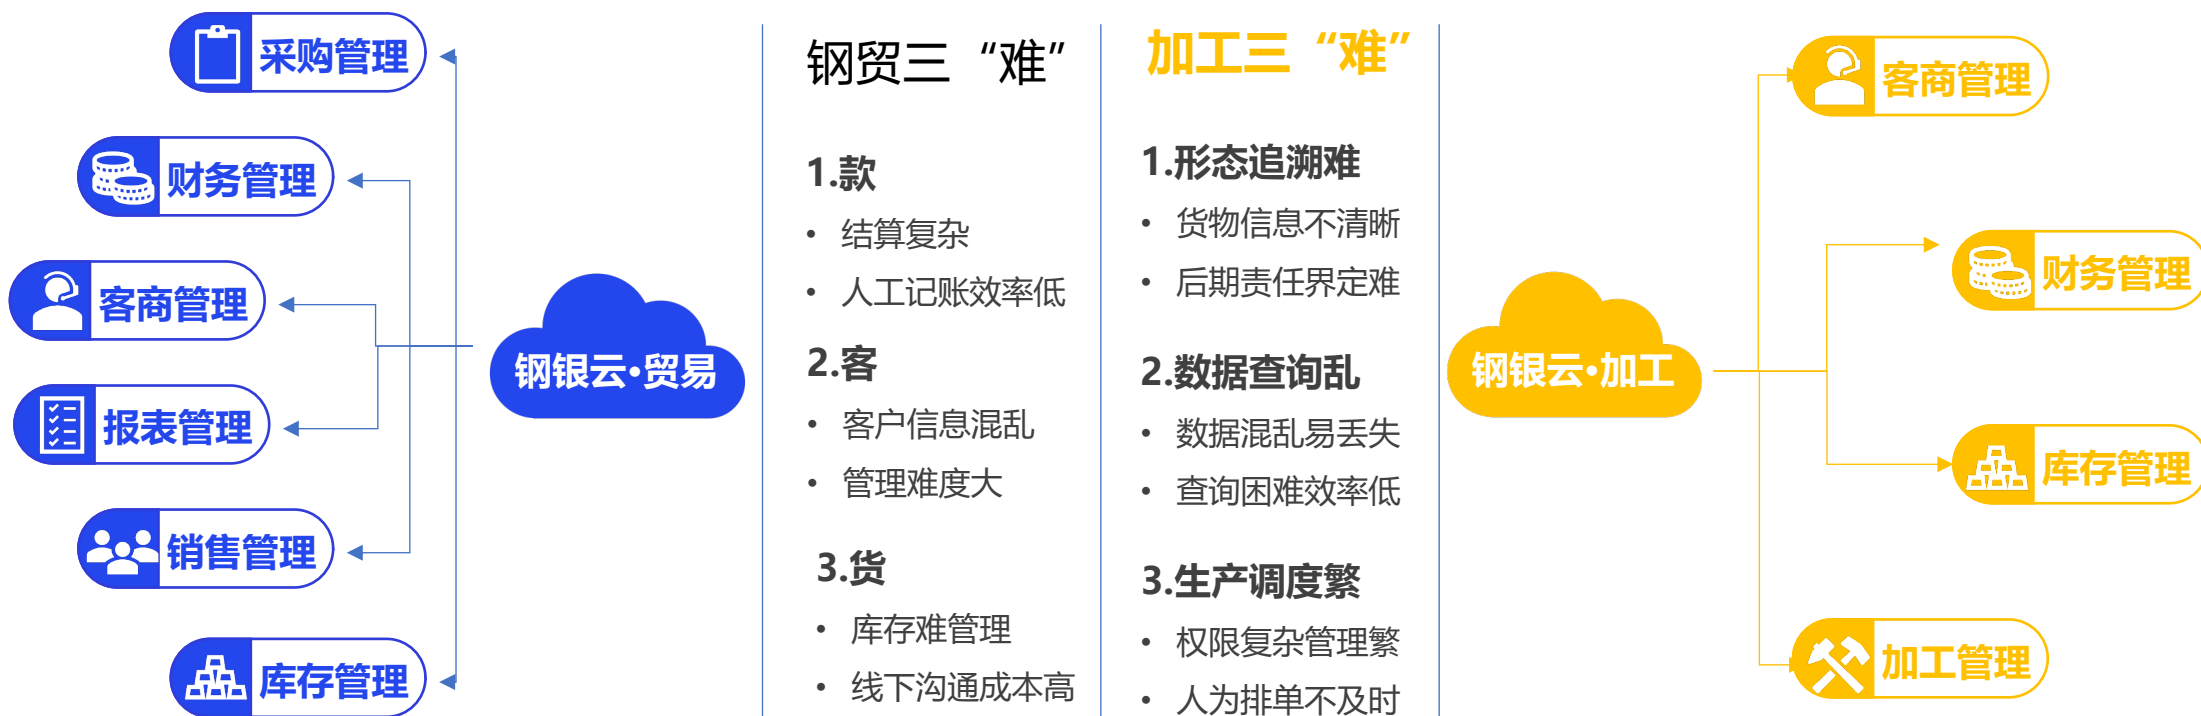 采购管理
财务管理
客商管理
报表管理
销售管理
库存管理
钢银云·贸易
钢贸三“难”
1.款
• 结算复杂
• 人工记账效率低
2.客
• 客户信息混乱
• 管理难度大
3.货
• 库存难管理
• 线下沟通成本高
加工三“难”
1.形态追溯难
• 货物信息不清晰
• 后期责任界定难
2.数据查询乱
• 数据混乱易丢失
• 查询困难效率低
3.生产调度繁
• 权限复杂管理繁
• 人为排单不及时
钢银云·加工
客商管理
财务管理
库存管理
加工管理